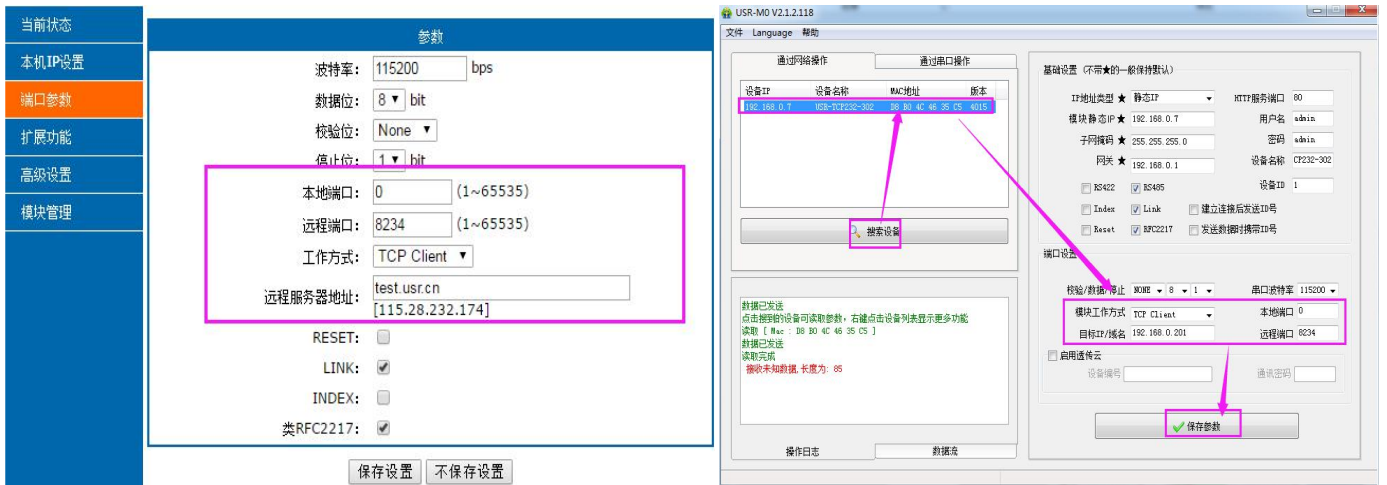 当前状态
本机IP设置
端口参数
扩展功能
高级设置
模块管理
参数
波特率: 115200 bps
数据位: 8 bit
校验位: None
停止位: 1 bit
本地端口: 0 (1~65535)
远程端口: 8234 (1~65535)
工作方式: TCP Client
远程服务器地址: test.usr.cn
[115.28.232.174]
RESET:
LINK:
INDEX:
类RFC2217:
保存设置 不保存设置
USR-M0 V2.1.2.118
文件 Language 帮助
通过网络操作 通过串口操作
设备IP 设备名称 MAC地址 版本
192.168.0.7 USR-TCP232-302 D8 B0 4C 46 35 C5 4015
搜索设备
数据已发送
点击搜到的设备可读取参数,右键点击设备列表显示更多功能
读取 [ Mac : D8 B0 4C 46 35 C5 ]
数据已发送
读取完成
接收未知数据,长度为: 85
操作日志 数据流
基础设置 (不带★的一般保持默认)
IP地址类型 ★ 静态IP HTTP服务端口 80
模块静态IP★ 192.168.0.7 用户名 admin
子网掩码 ★ 255.255.255.0 密码 admin
网关 ★ 192.168.0.1 设备名称 CP232-302
RS422 RS485 设备ID 1
Index Link 建立连接后发送ID号
Reset RFC2217 发送数据时携带ID号
端口设置
校验/数据/停止 NONE 8 1 串口波特率 115200
模块工作方式 TCP Client 本地端口 0
目标IP/域名 192.168.0.201 远程端口 8234
启用透传云
设备编号 通讯密码
保存参数